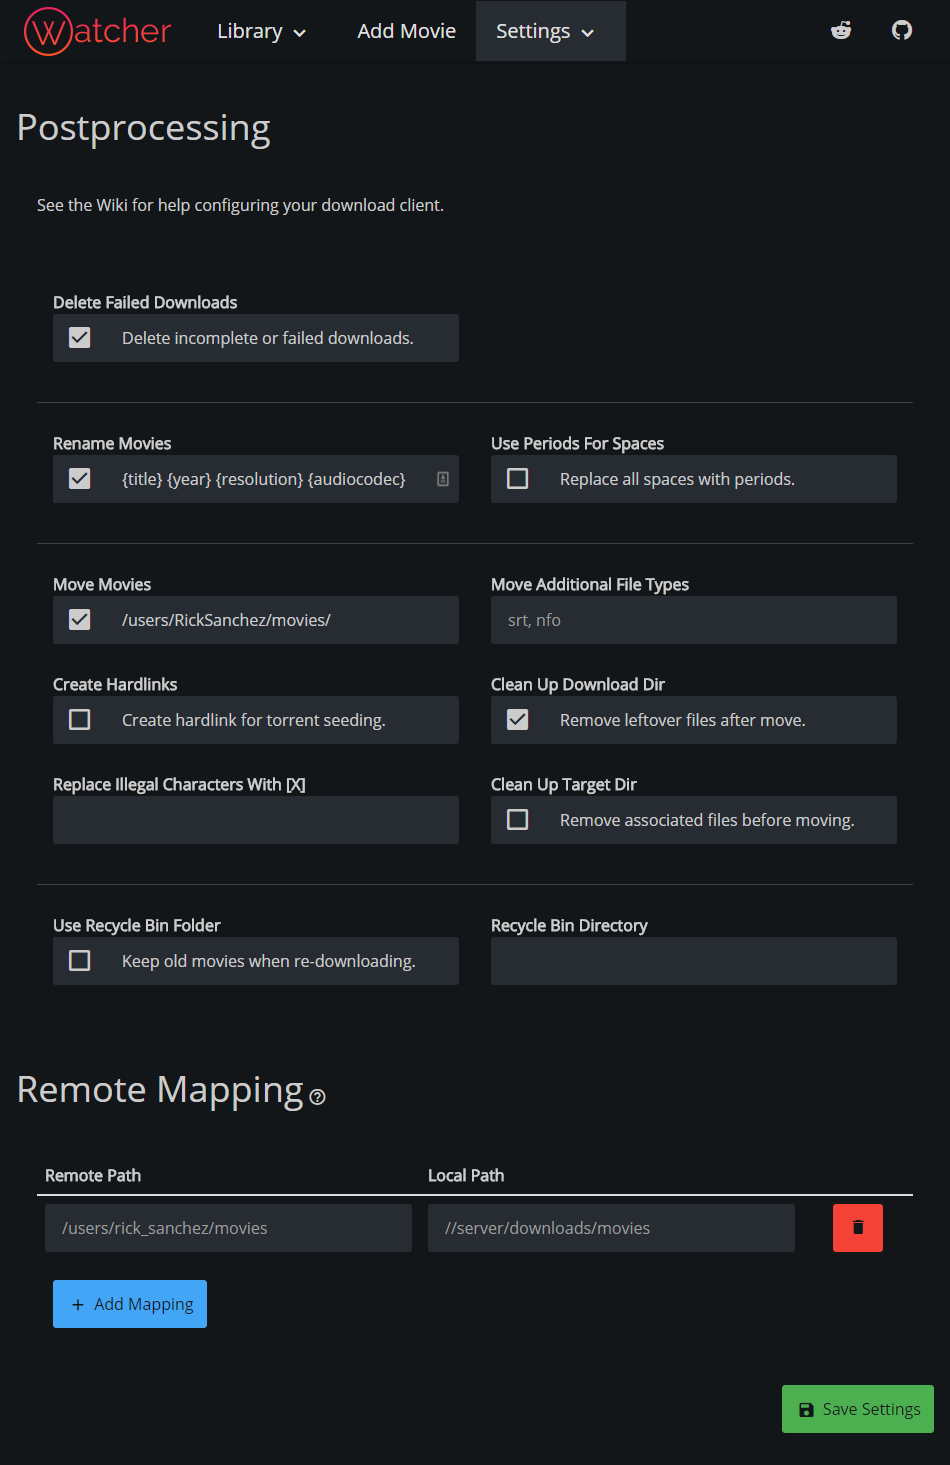 Watcher Library Add Movie Settings
Postprocessing
See the Wiki for help configuring your download client.
Delete Failed Downloads
Delete incomplete or failed downloads.
Rename Movies Use Periods For Spaces
{title} {year} {resolution} {audiocodec} Replace all spaces with periods.
Move Movies Move Additional File Types
/users/RickSanchez/movies/ srt, nfo
Create Hardlinks Clean Up Download Dir
Create hardlink for torrent seeding. Remove leftover files after move.
Replace Illegal Characters With [X] Clean Up Target Dir
Remove associated files before moving.
Use Recycle Bin Folder Recycle Bin Directory
Keep old movies when re-downloading.
Remote Mapping
Remote Path Local Path
/users/rick_sanchez/movies //server/downloads/movies
+ Add Mapping
Save Settings